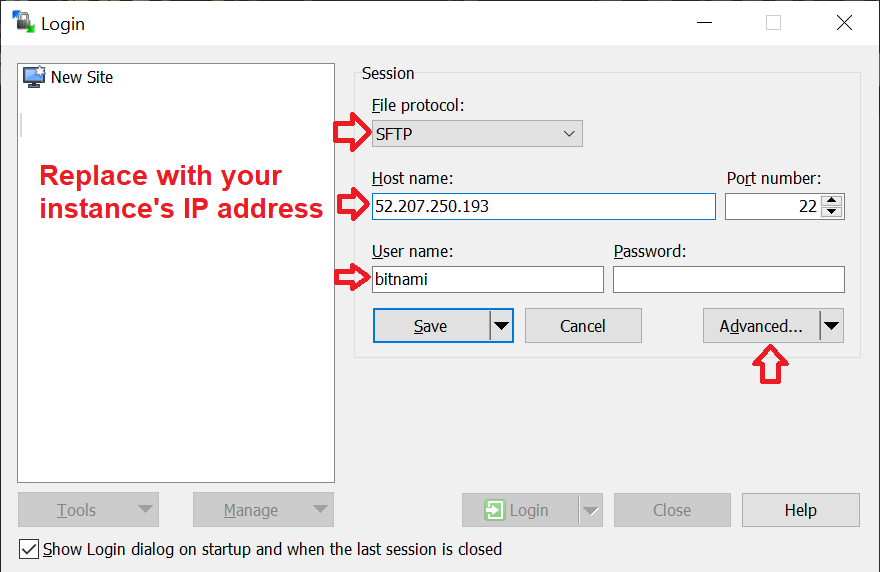 Login
New Site
Replace with your
instance's IP address
Session
File protocol:
SFTP
Host name: Port number:
52.207.250.193 22
User name: Password:
bitnami
Save Cancel Advanced...
Tools Manage Login Close Help
Show Login dialog on startup and when the last session is closed